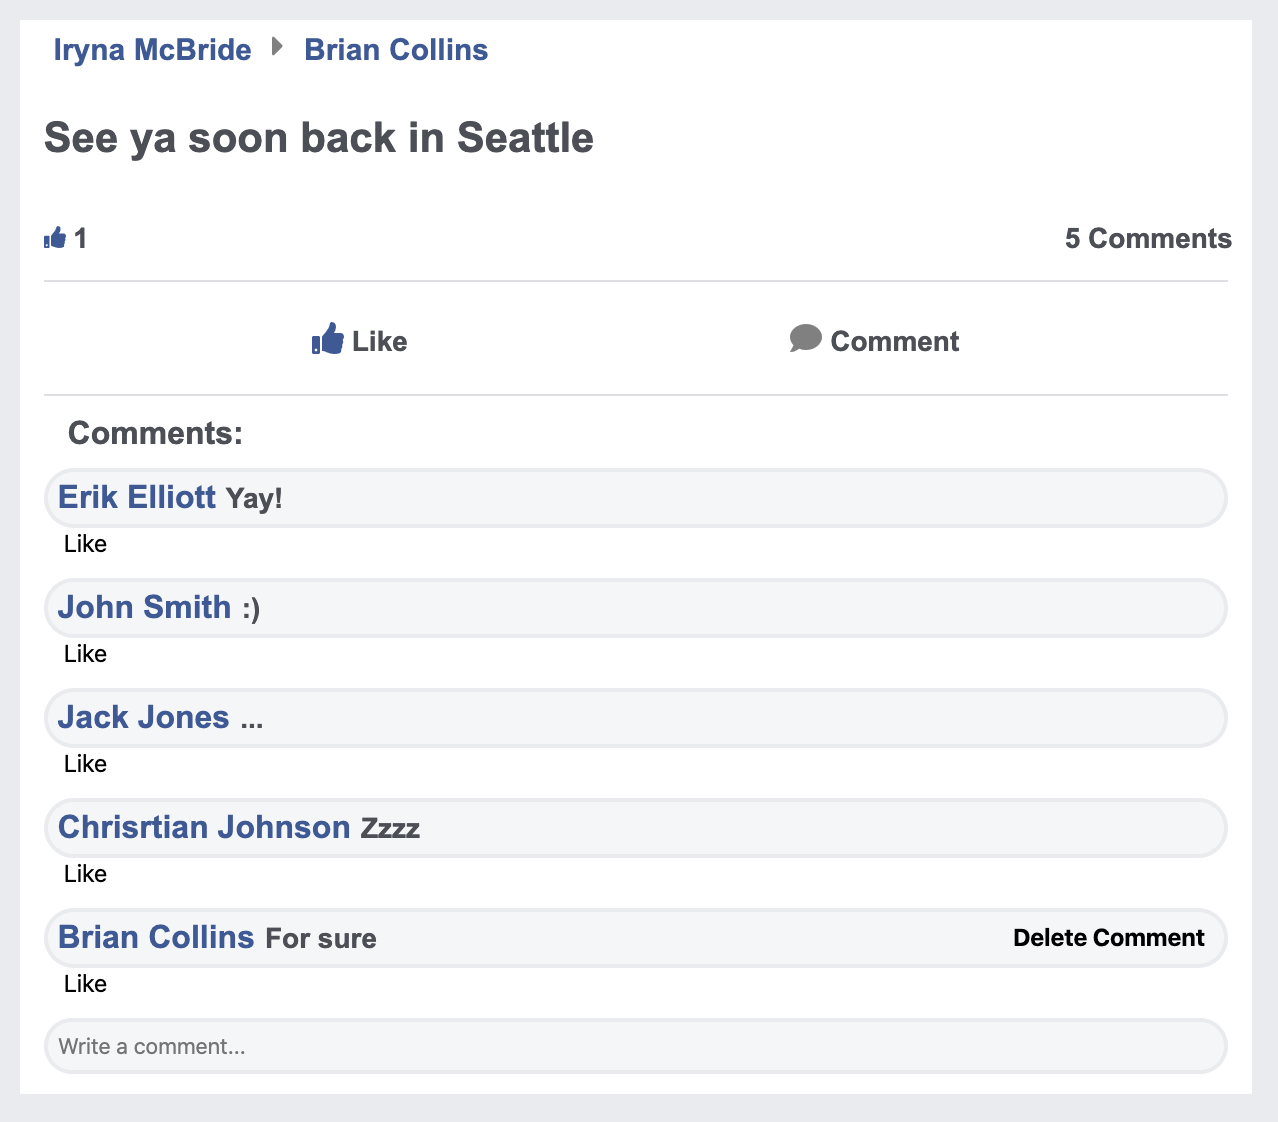 Iryna McBride Brian Collins
See ya soon back in Seattle
1 5 Comments
Like Comment
Comments:
Erik Elliott Yay!
Like
John Smith :)
Like
Jack Jones ...
Like
Chrisrtian Johnson Zzzz
Like
Brian Collins For sure Delete Comment
Like
Write a comment...